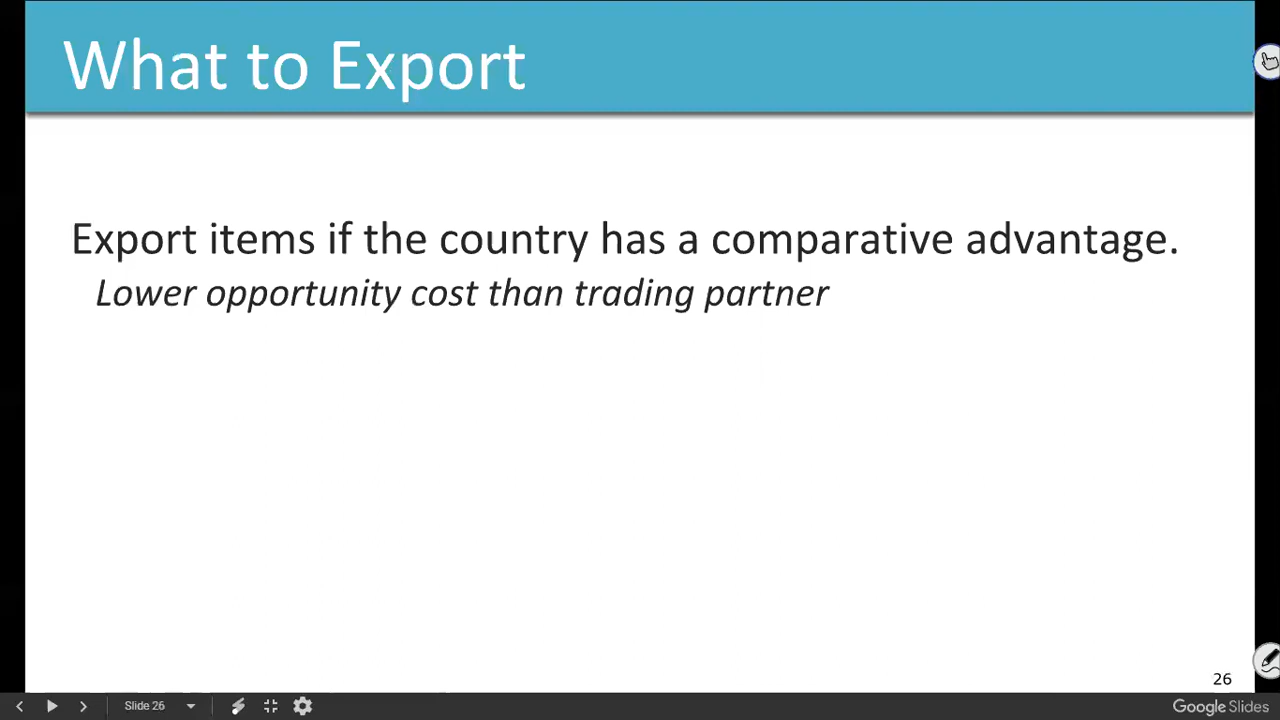 What to Export
Export items if the country has a comparative advantage.
Lower opportunity cost than trading partner
26
Slide 26
Google Slides